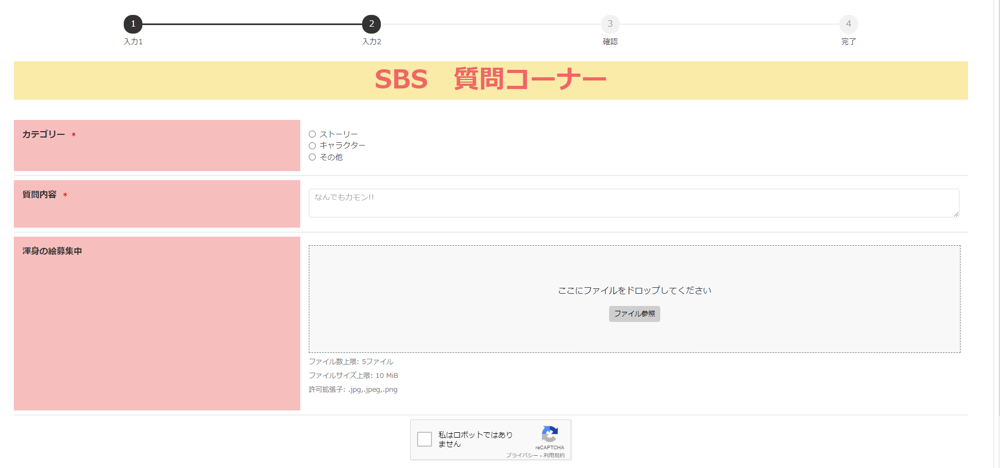 1
2
3
4
入力1
入力2
確認
完了
SBS　質問コーナー
カテゴリー *
ストーリー
キャラクター
その他
質問内容 *
なんでもカモン!!
渾身の絵募集中
ここにファイルをドロップしてください
ファイル参照
ファイル数上限: 5ファイル
ファイルサイズ上限: 10 MiB
許可拡張子: .jpg,.jpeg,.png
私はロボットではあり
ません
reCAPTCHA
プライバシー - 利用規約